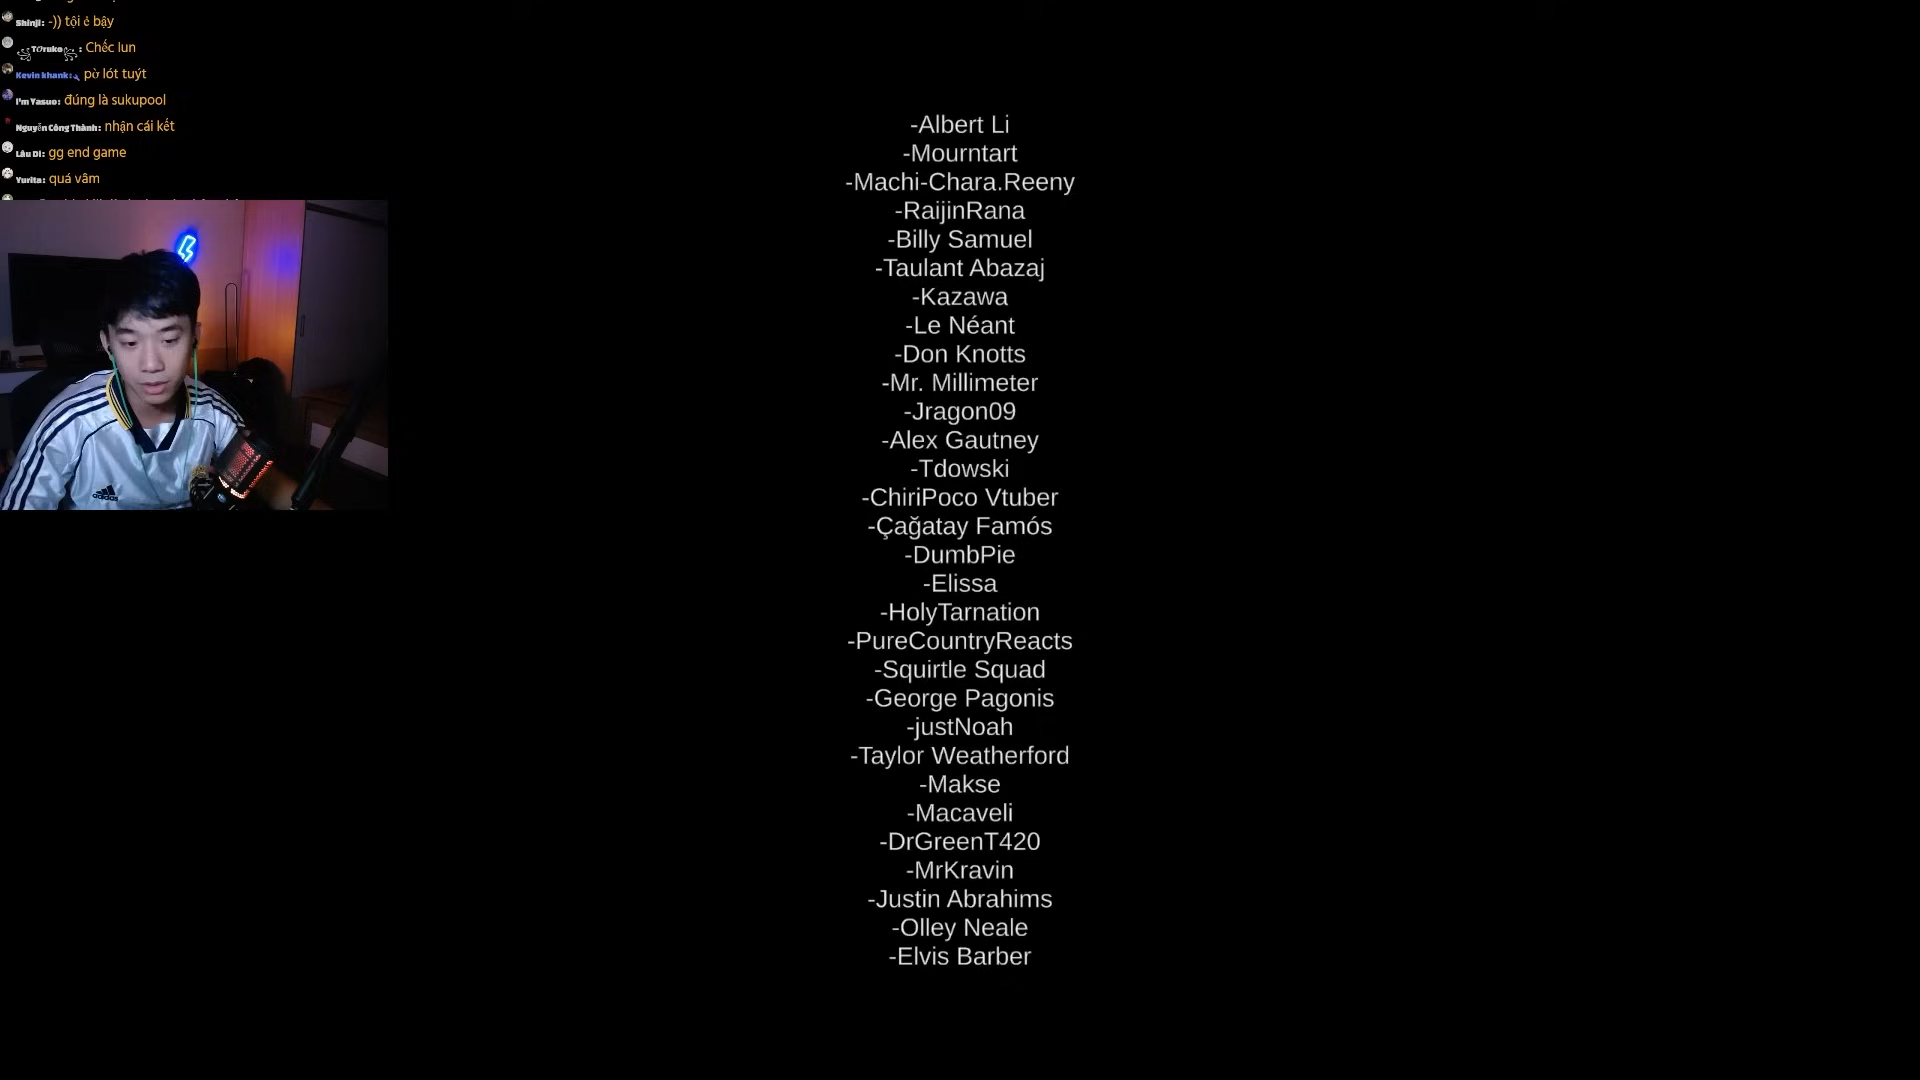 Shinji: -)) tội ẻ bậy
Toruko: Chếc lun
Kevin khank: pờ lót tuýt
I'm Yasuo: đúng là sukupool
Nguyễn Công Thành: nhận cái kết
Lâu Di: gg end game
Yurita: quá vâm
adidas
-Albert Li
-Mourntart
-Machi-Chara.Reeny
-RaijinRana
-Billy Samuel
-Taulant Abazaj
-Kazawa
-Le Néant
-Don Knotts
-Mr. Millimeter
-Jragon09
-Alex Gautney
-Tdowski
-ChiriPoco Vtuber
-Çağatay Famós
-DumbPie
-Elissa
-HolyTarnation
-PureCountryReacts
-Squirtle Squad
-George Pagonis
-justNoah
-Taylor Weatherford
-Makse
-Macaveli
-DrGreenT420
-MrKravin
-Justin Abrahims
-Olley Neale
-Elvis Barber